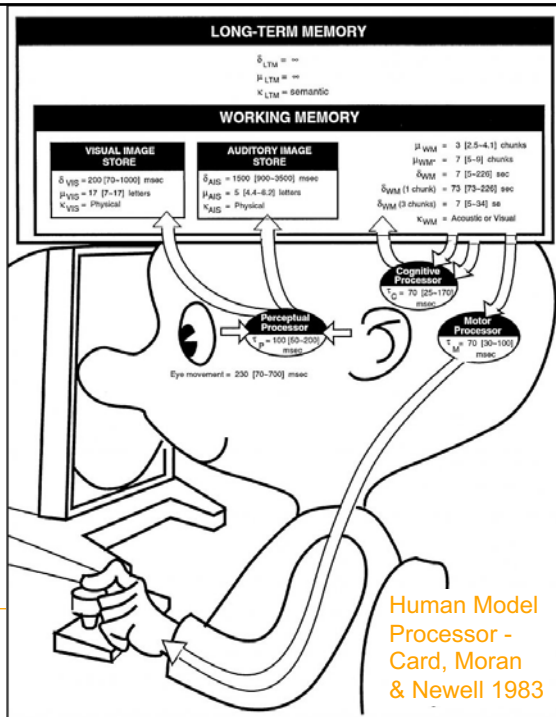 LONG-TERM MEMORY
δ LTM = ∞
μ LTM = ∞
κ LTM = semantic
WORKING MEMORY
VISUAL IMAGE
STORE
δ VIS = 200 [70~1000] msec
μ VIS = 17 [7~17] letters
κ VIS = Physical
AUDITORY IMAGE
STORE
δ AIS = 1500 [900~3500] msec
μ AIS = 5 [4.4~6.2] letters
κ AIS = Physical
μ WM = 3 [2.5~4.1] chunks
μ WM* = 7 [5~9] chunks
δ WM = 7 [5~226] sec
δ WM (1 chunk) = 73 [73~226] sec
δ WM (3 chunks) = 7 [5~34] se
κ WM = Acoustic or Visual
Cognitive
Processor
τ C = 70 [25~170]
msec
Perceptual
Processor
τ P = 100 [50~200]
msec
Motor
Processor
τ M = 70 [30~100]
msec
Eye movement = 230 [70~700] msec
Human Model
Processor -
Card, Moran
& Newell 1983